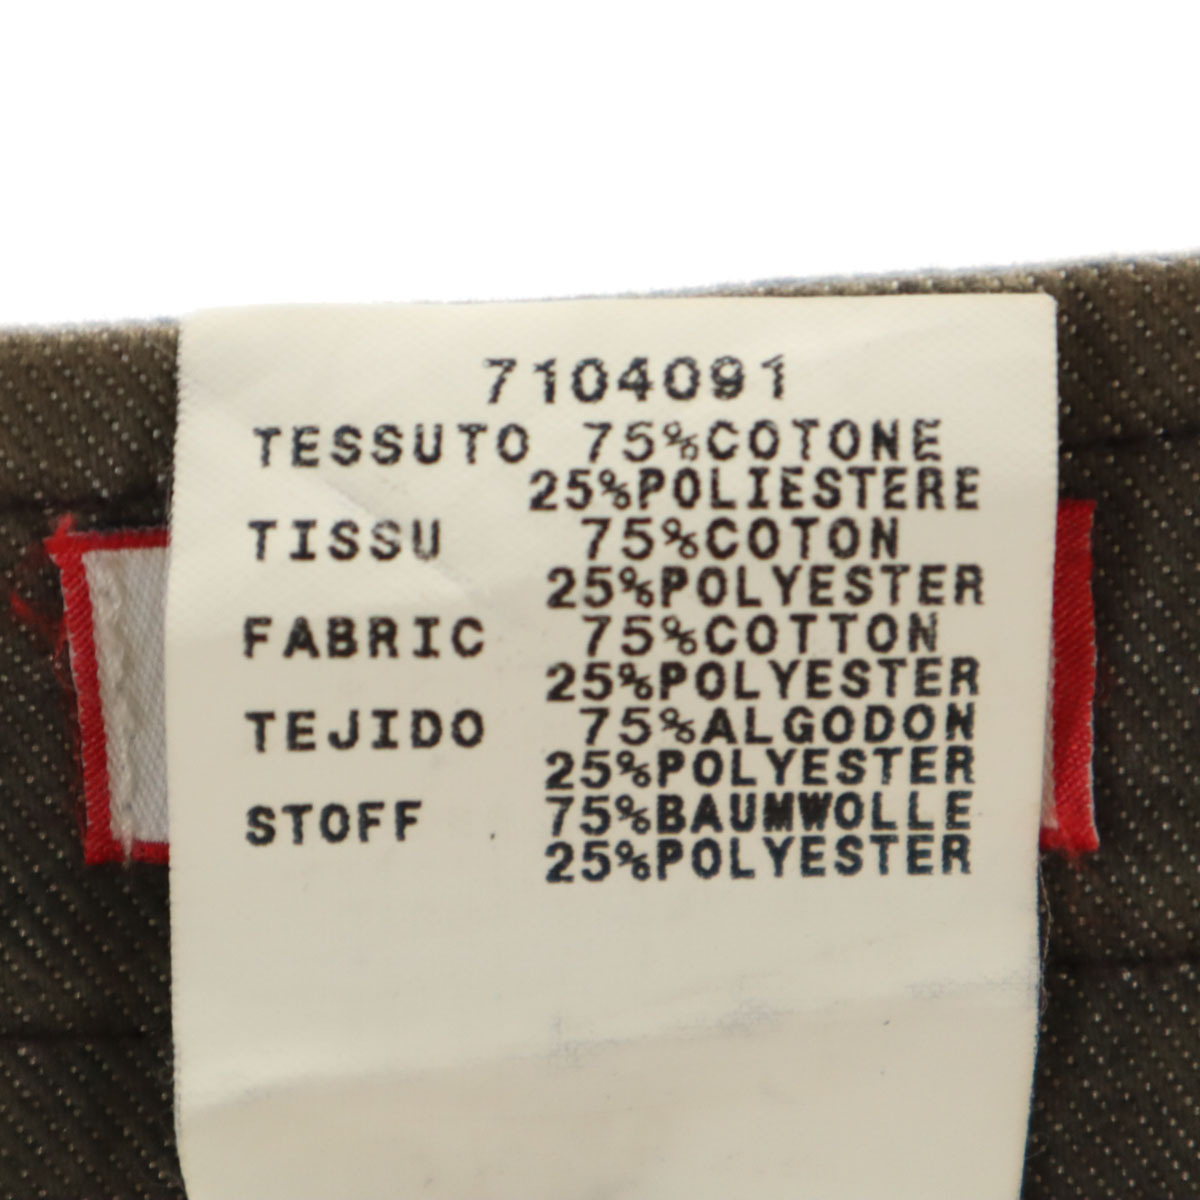 7104091
TESSUTO 75%COTONE
25%POLIESTERE
TISSU 75%COTON
25%POLYESTER
FABRIC 75%COTTON
25%POLYESTER
TEJIDO 75%ALGODON
25%POLYESTER
STOFF 75%BAUMWOLLE
25%POLYESTER